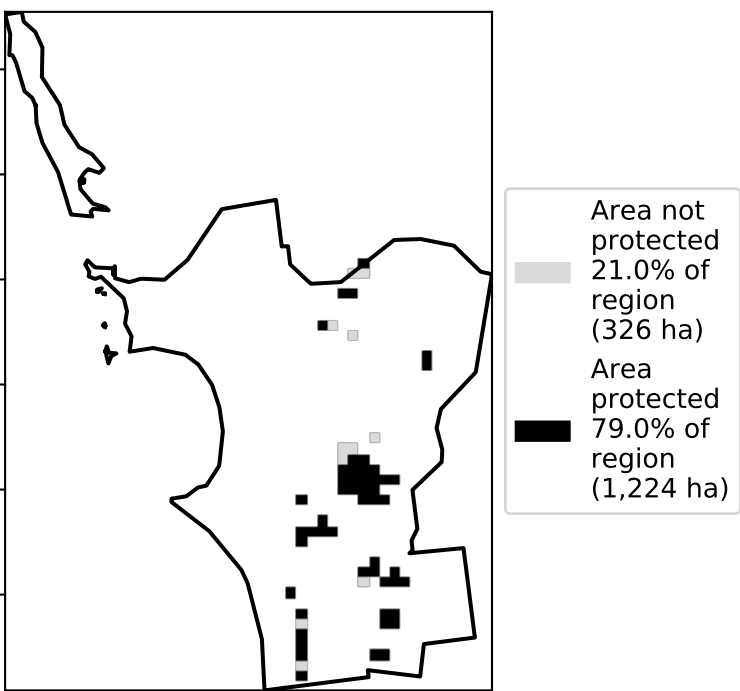 Area not
protected
21.0% of
region
(326 ha)
Area
protected
79.0% of
region
(1,224 ha)